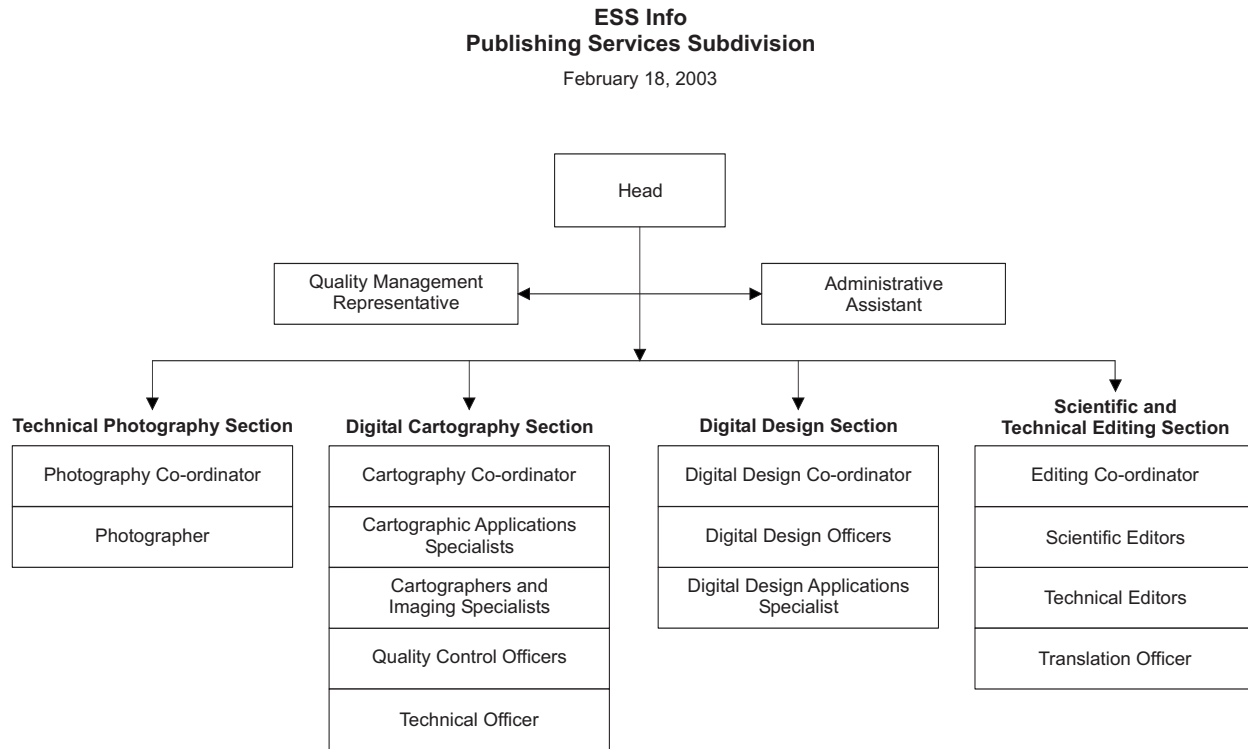 ESS Info
Publishing Services Subdivision
February 18, 2003
Head
Quality Management
Representative
Administrative
Assistant
Technical Photography Section
Photography Co-ordinator
Photographer
Digital Cartography Section
Cartography Co-ordinator
Cartographic Applications
Specialists
Cartographers and
Imaging Specialists
Quality Control Officers
Technical Officer
Digital Design Section
Digital Design Co-ordinator
Digital Design Officers
Digital Design Applications
Specialist
Scientific and
Technical Editing Section
Editing Co-ordinator
Scientific Editors
Technical Editors
Translation Officer